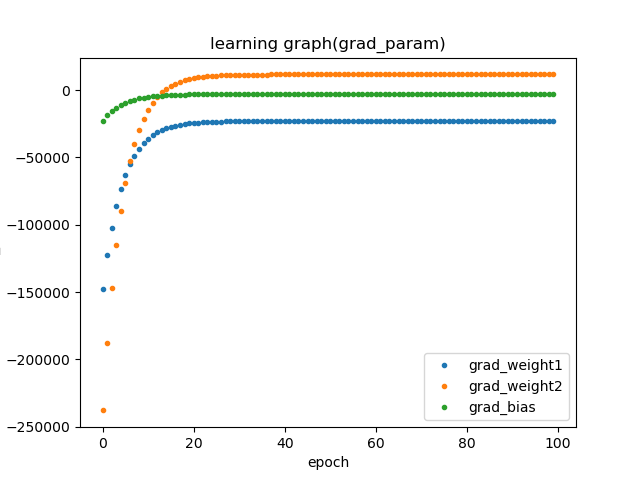 learning graph(grad_param)
0
−50000
−100000
−150000
−200000
−250000
0 20 40 60 80 100
epoch
grad_weight1
grad_weight2
grad_bias